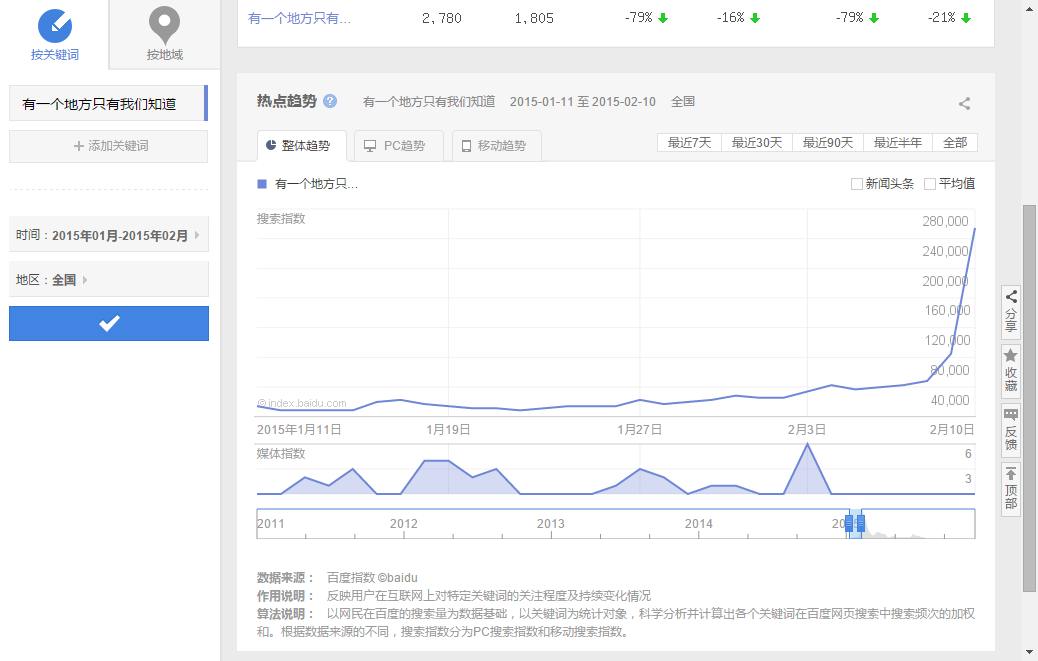 按关键词
按地域
有一个地方只有我们知道
添加关键词
时间：2015年01月-2015年02月
地区：全国
有一个地方只有... 2,780 1,805 -79% -16% -79% -21%
热点趋势 ? 有一个地方只有我们知道 2015-01-11 至 2015-02-10 全国
整体趋势 PC趋势 移动趋势
最近7天 最近30天 最近90天 最近半年 全部
有一个地方只... 新闻头条 平均值
搜索指数
280,000
240,000
200,000
160,000
120,000
80,000
40,000
©index.baidu.com
2015年1月11日 1月19日 1月27日 2月3日 2月10日
媒体指数
6
3
2011 2012 2013 2014
数据来源： 百度指数 ©baidu
作用说明： 反映用户在互联网上对特定关键词的关注程度及持续变化情况
算法说明： 以网民在百度的搜索量为数据基础，以关键词为统计对象，科学分析并计算出各个关键词在百度网页搜索中搜索频次的加权
和。根据数据来源的不同，搜索指数分为PC搜索指数和移动搜索指数。
分享
收藏
反馈
顶部